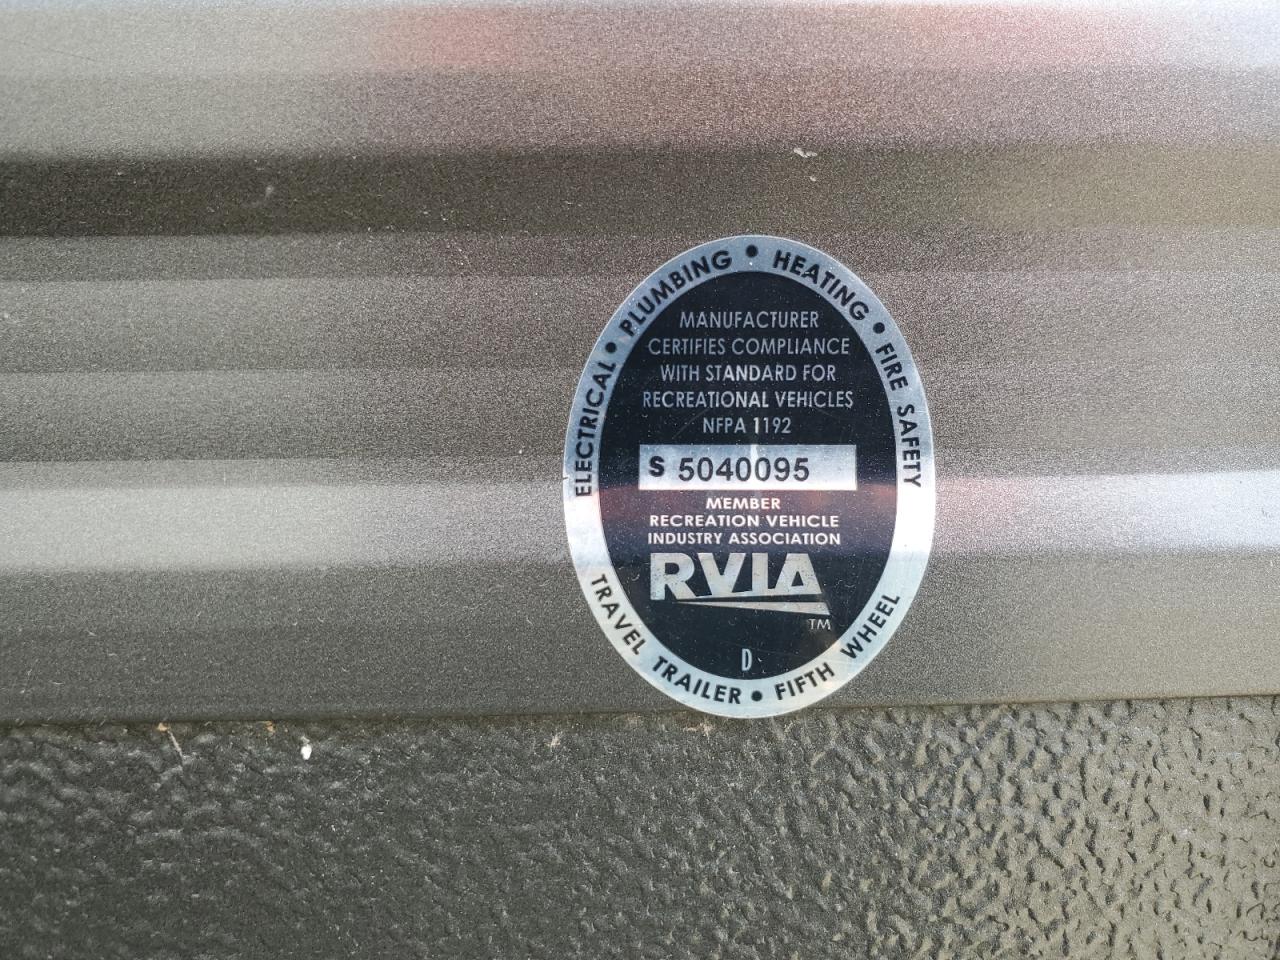 ELECTRICAL • PLUMBING • HEATING • FIRE SAFETY
MANUFACTURER
CERTIFIES COMPLIANCE
WITH STANDARD FOR
RECREATIONAL VEHICLES
NFPA 1192
S 5040095
MEMBER
RECREATION VEHICLE
INDUSTRY ASSOCIATION
RVIA
TM
D
TRAVEL TRAILER • FIFTH WHEEL